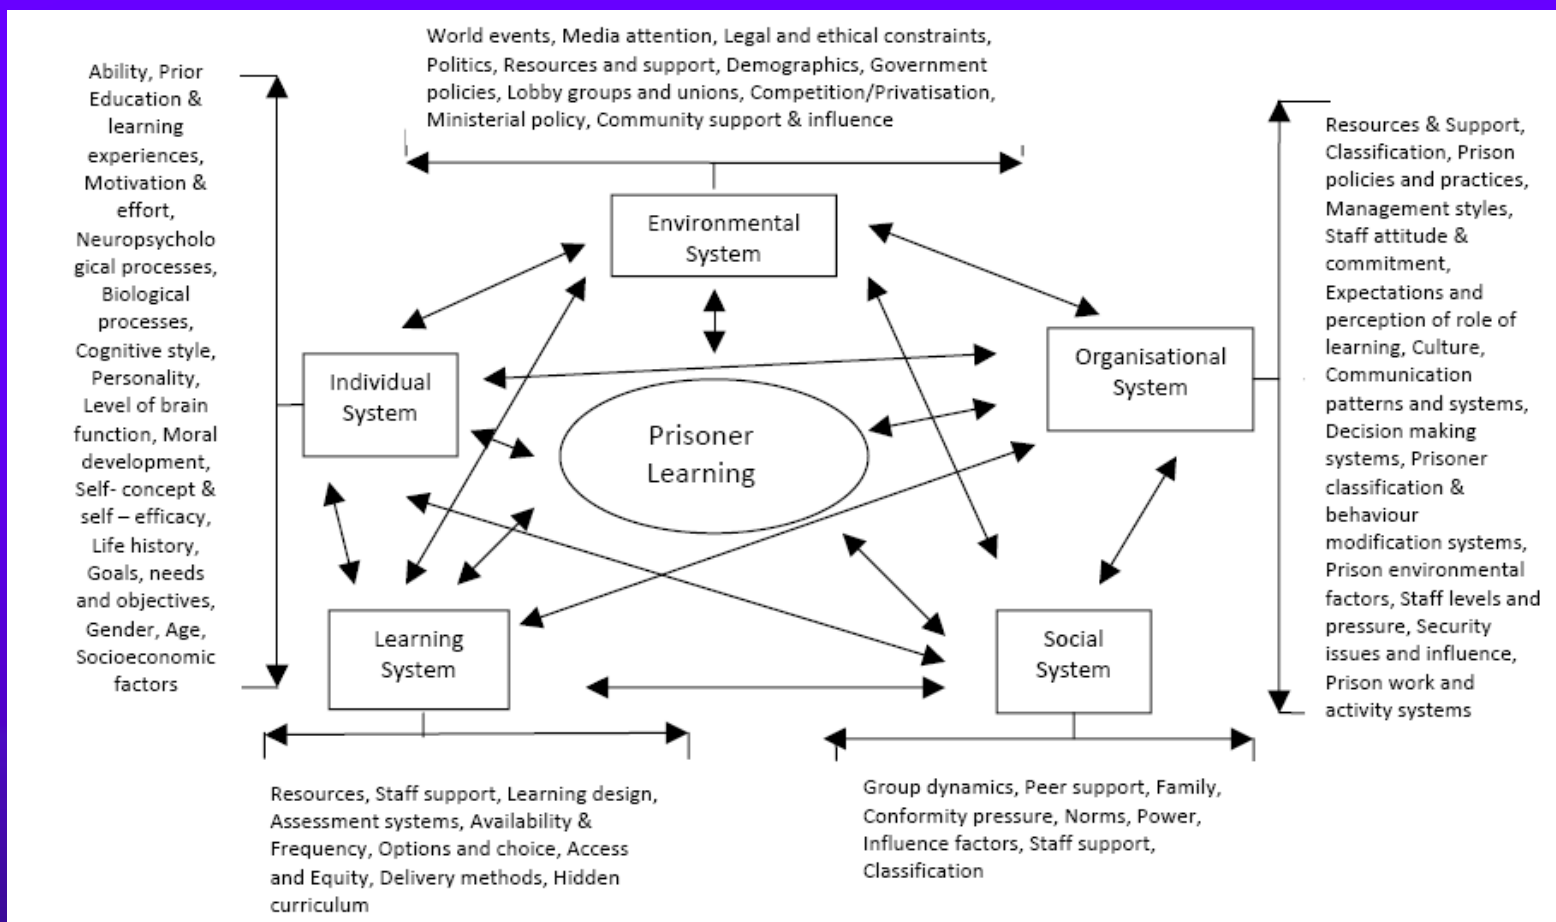 World events, Media attention, Legal and ethical constraints,
Politics, Resources and support, Demographics, Government
policies, Lobby groups and unions, Competition/Privatisation,
Ministerial policy, Community support & influence
Ability, Prior
Education &
learning
experiences,
Motivation &
effort,
Neuropsycholo
gical processes,
Biological
processes,
Cognitive style,
Personality,
Level of brain
function, Moral
development,
Self- concept &
self – efficacy,
Life history,
Goals, needs
and objectives,
Gender, Age,
Socioeconomic
factors
Environmental
System
Individual
System
Prisoner
Learning
Organisational
System
Learning
System
Social
System
Resources & Support,
Classification, Prison
policies and practices,
Management styles,
Staff attitude &
commitment,
Expectations and
perception of role of
learning, Culture,
Communication
patterns and systems,
Decision making
systems, Prisoner
classification &
behaviour
modification systems,
Prison environmental
factors, Staff levels and
pressure, Security
issues and influence,
Prison work and
activity systems
Resources, Staff support, Learning design,
Assessment systems, Availability &
Frequency, Options and choice, Access
and Equity, Delivery methods, Hidden
curriculum
Group dynamics, Peer support, Family,
Conformity pressure, Norms, Power,
Influence factors, Staff support,
Classification